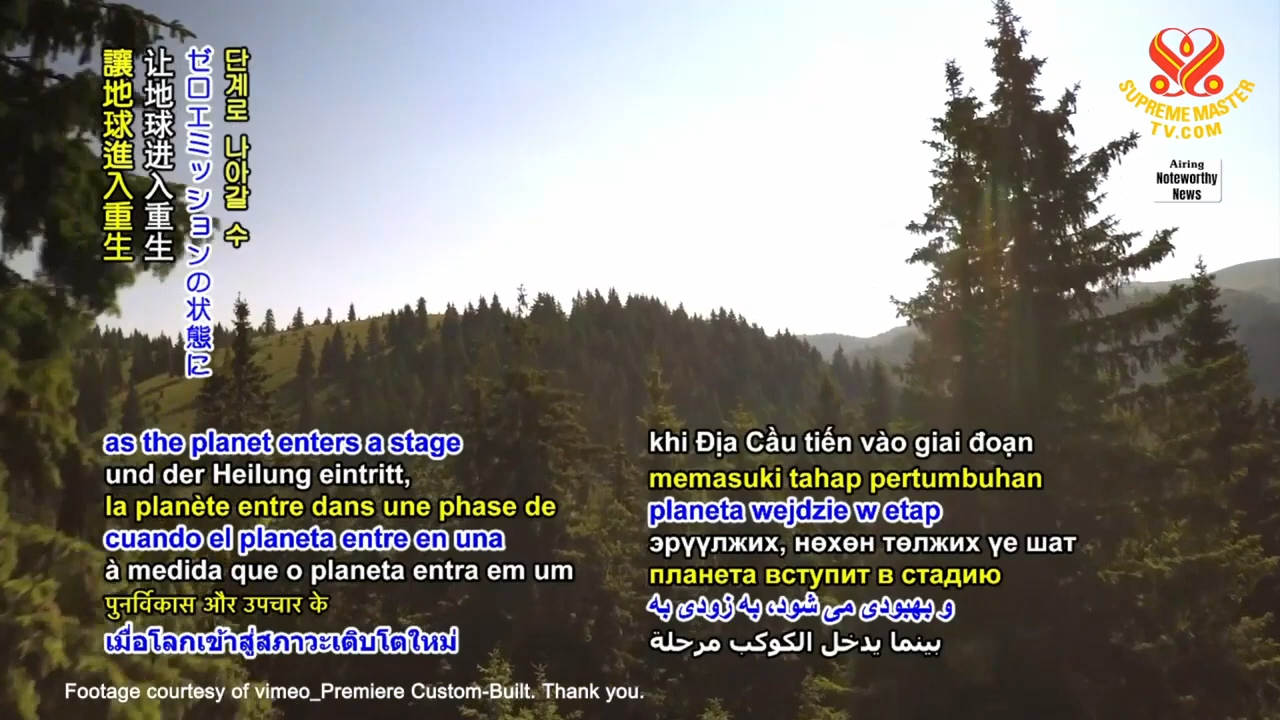 讓地球進入重生
让地球进入重生
ゼロエミッションの状態に
단계로 나아갈 수
SUPREME MASTER
TV.COM
Airing
Noteworthy
News
as the planet enters a stage
und der Heilung eintritt,
la planète entre dans une phase de
cuando el planeta entre en una
à medida que o planeta entra em um
पुनर्विकास और उपचार के
เมื่อโลกเข้าสู่สภาวะเติบโตใหม่
khi Địa Cầu tiến vào giai đoạn
memasuki tahap pertumbuhan
planeta wejdzie w etap
эрүүлжих, нөхөн төлжих үе шат
планета вступит в стадию
و بهبودی می شود، به زودی به
بينما يدخل الكوكب مرحلة
Footage courtesy of vimeo_Premiere Custom-Built. Thank you.